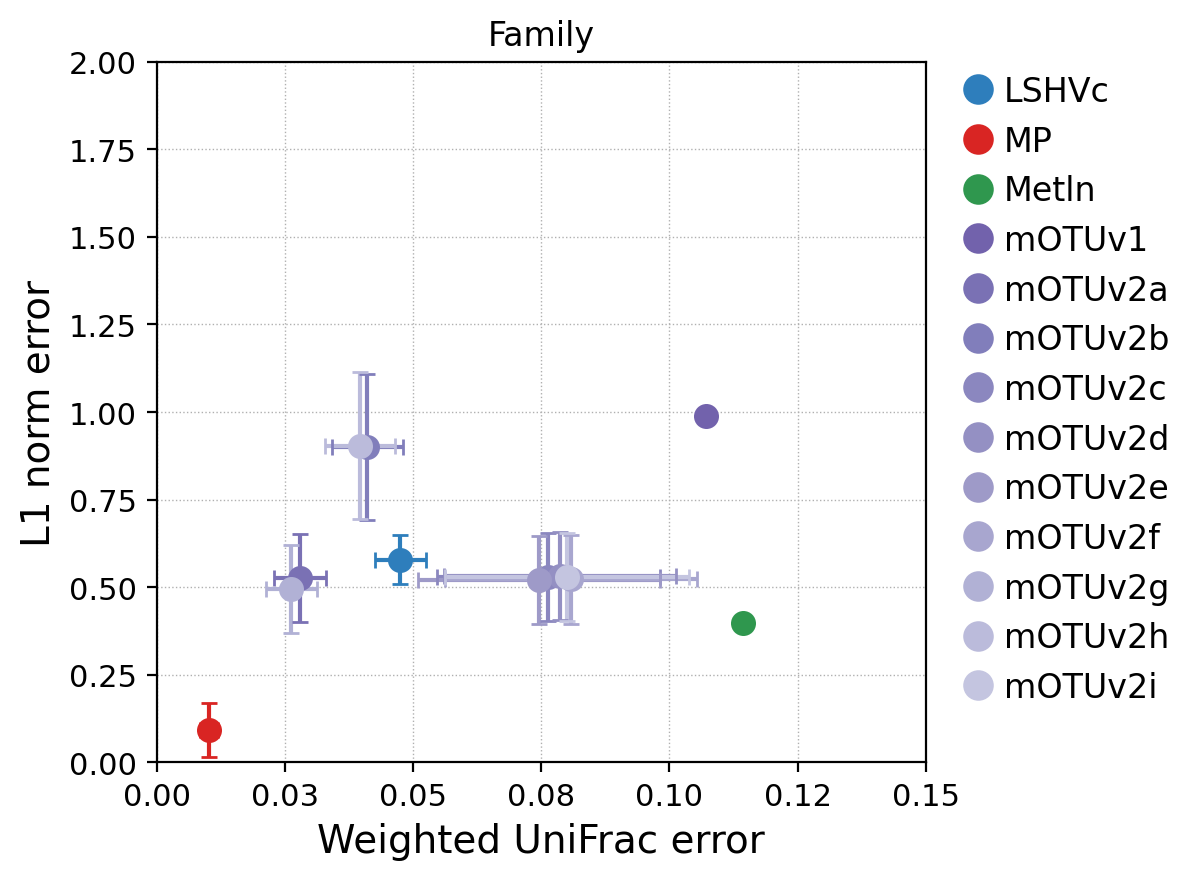 Family
L1 norm error
2.00
1.75
1.50
1.25
1.00
0.75
0.50
0.25
0.00
0.00 0.03 0.05 0.08 0.10 0.12 0.15
Weighted UniFrac error
LSHVc
MP
Metln
mOTUv1
mOTUv2a
mOTUv2b
mOTUv2c
mOTUv2d
mOTUv2e
mOTUv2f
mOTUv2g
mOTUv2h
mOTUv2i